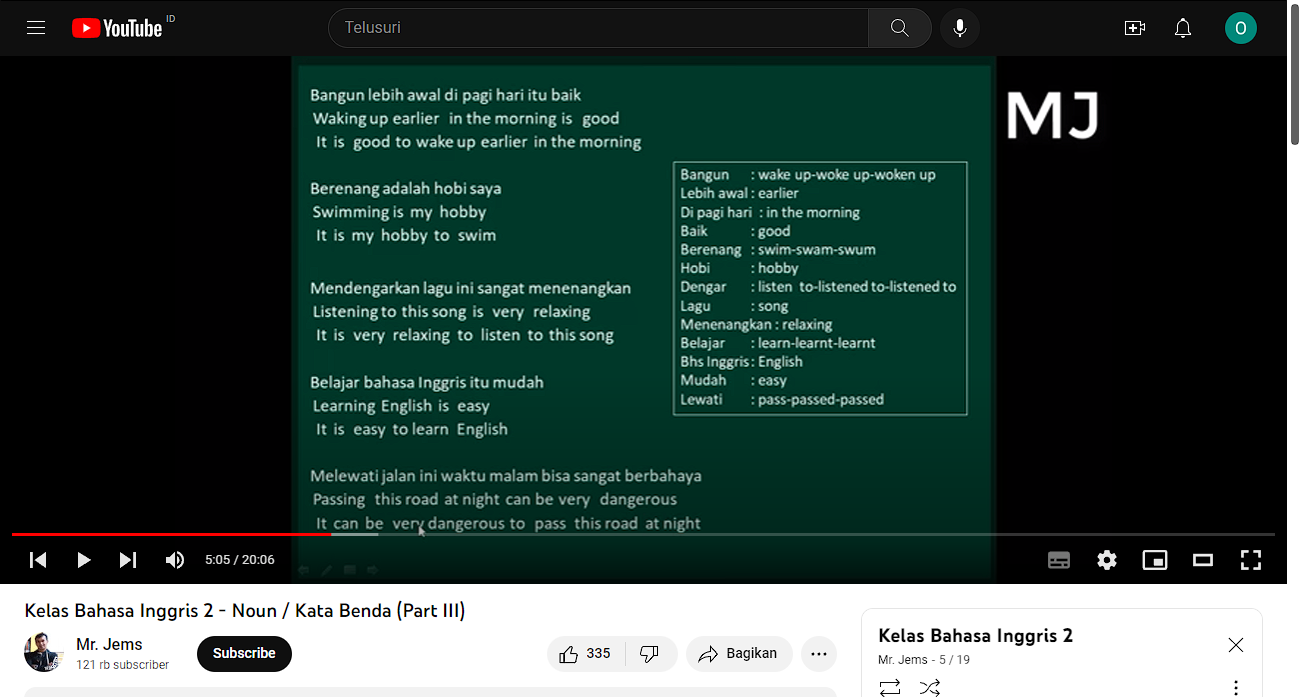 YouTube ID
Telusuri
O
Bangun lebih awal di pagi hari itu baik
Waking up earlier in the morning is good
It is good to wake up earlier in the morning
Berenang adalah hobi saya
Swimming is my hobby
It is my hobby to swim
Mendengarkan lagu ini sangat menenangkan
Listening to this song is very relaxing
It is very relaxing to listen to this song
Belajar bahasa Inggris itu mudah
Learning English is easy
It is easy to learn English
Melewati jalan ini waktu malam bisa sangat berbahaya
Passing this road at night can be very dangerous
It can be very dangerous to pass this road at night
Bangun : wake up-woke up-woken up
Lebih awal : earlier
Di pagi hari : in the morning
Baik : good
Berenang : swim-swam-swum
Hobi : hobby
Dengar : listen to-listened to-listened to
Lagu : song
Menenangkan : relaxing
Belajar : learn-learnt-learnt
Bhs Inggris : English
Mudah : easy
Lewati : pass-passed-passed
MJ
5:05 / 20:06
Kelas Bahasa Inggris 2 - Noun / Kata Benda (Part III)
Mr. Jems
121 rb subscriber
Subscribe
335
Bagikan
Kelas Bahasa Inggris 2
Mr. Jems - 5 / 19